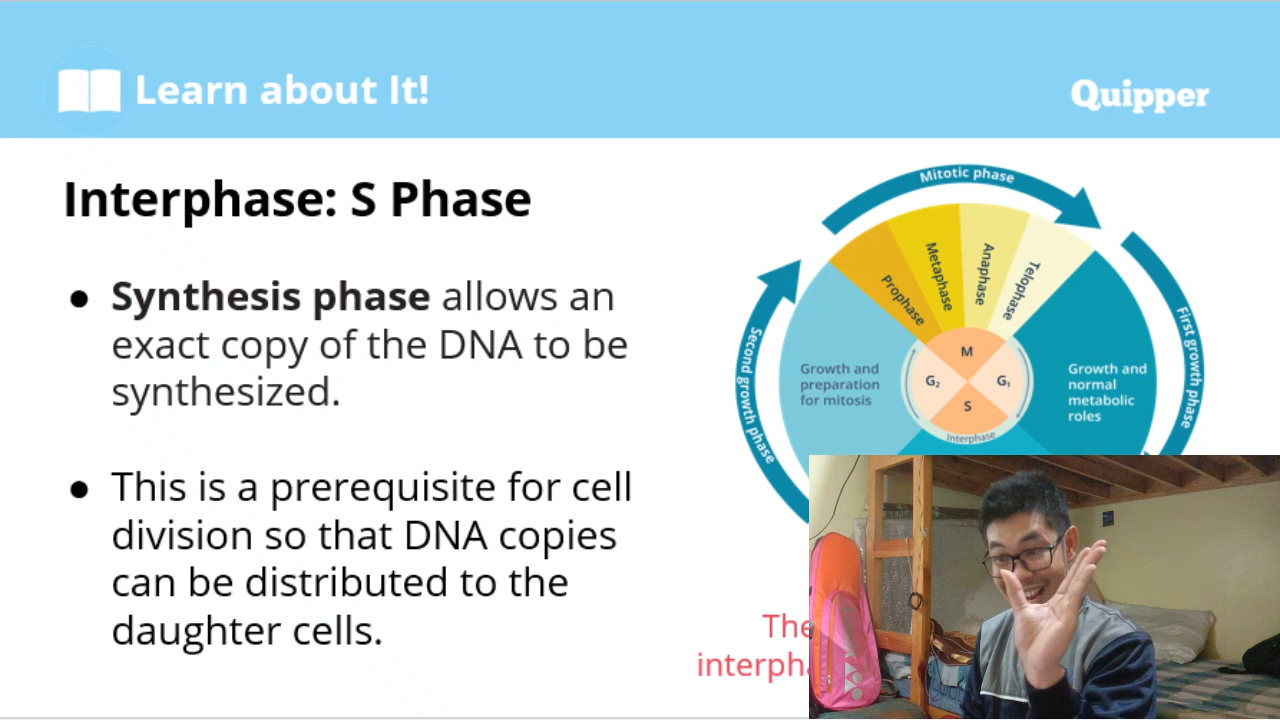 Learn about It!
Quipper
Interphase: S Phase
● Synthesis phase allows an
exact copy of the DNA to be
synthesized.
● This is a prerequisite for cell
division so that DNA copies
can be distributed to the
daughter cells.
Mitotic phase
Prophase
Metaphase
Anaphase
Telophase
Second growth phase
First growth phase
Growth and
preparation
for mitosis
Growth and
normal
metabolic
roles
M
G₂
G₁
S
Interphase
The